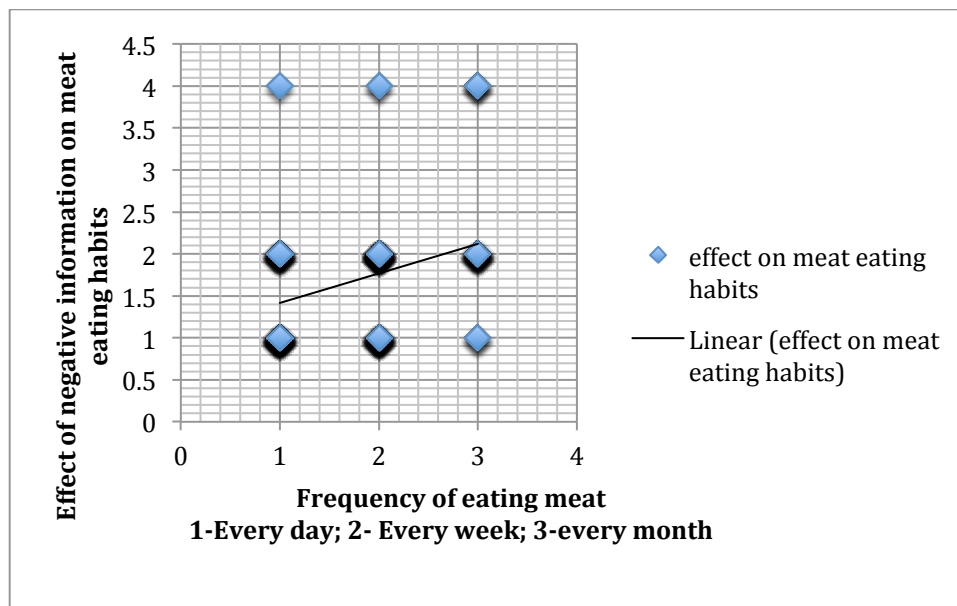 Effect of negative information on meat
eating habits
4.5
4
3.5
3
2.5
2
1.5
1
0.5
0
0 1 2 3 4
Frequency of eating meat
1-Every day; 2- Every week; 3-every month
effect on meat eating
habits
Linear (effect on meat
eating habits)